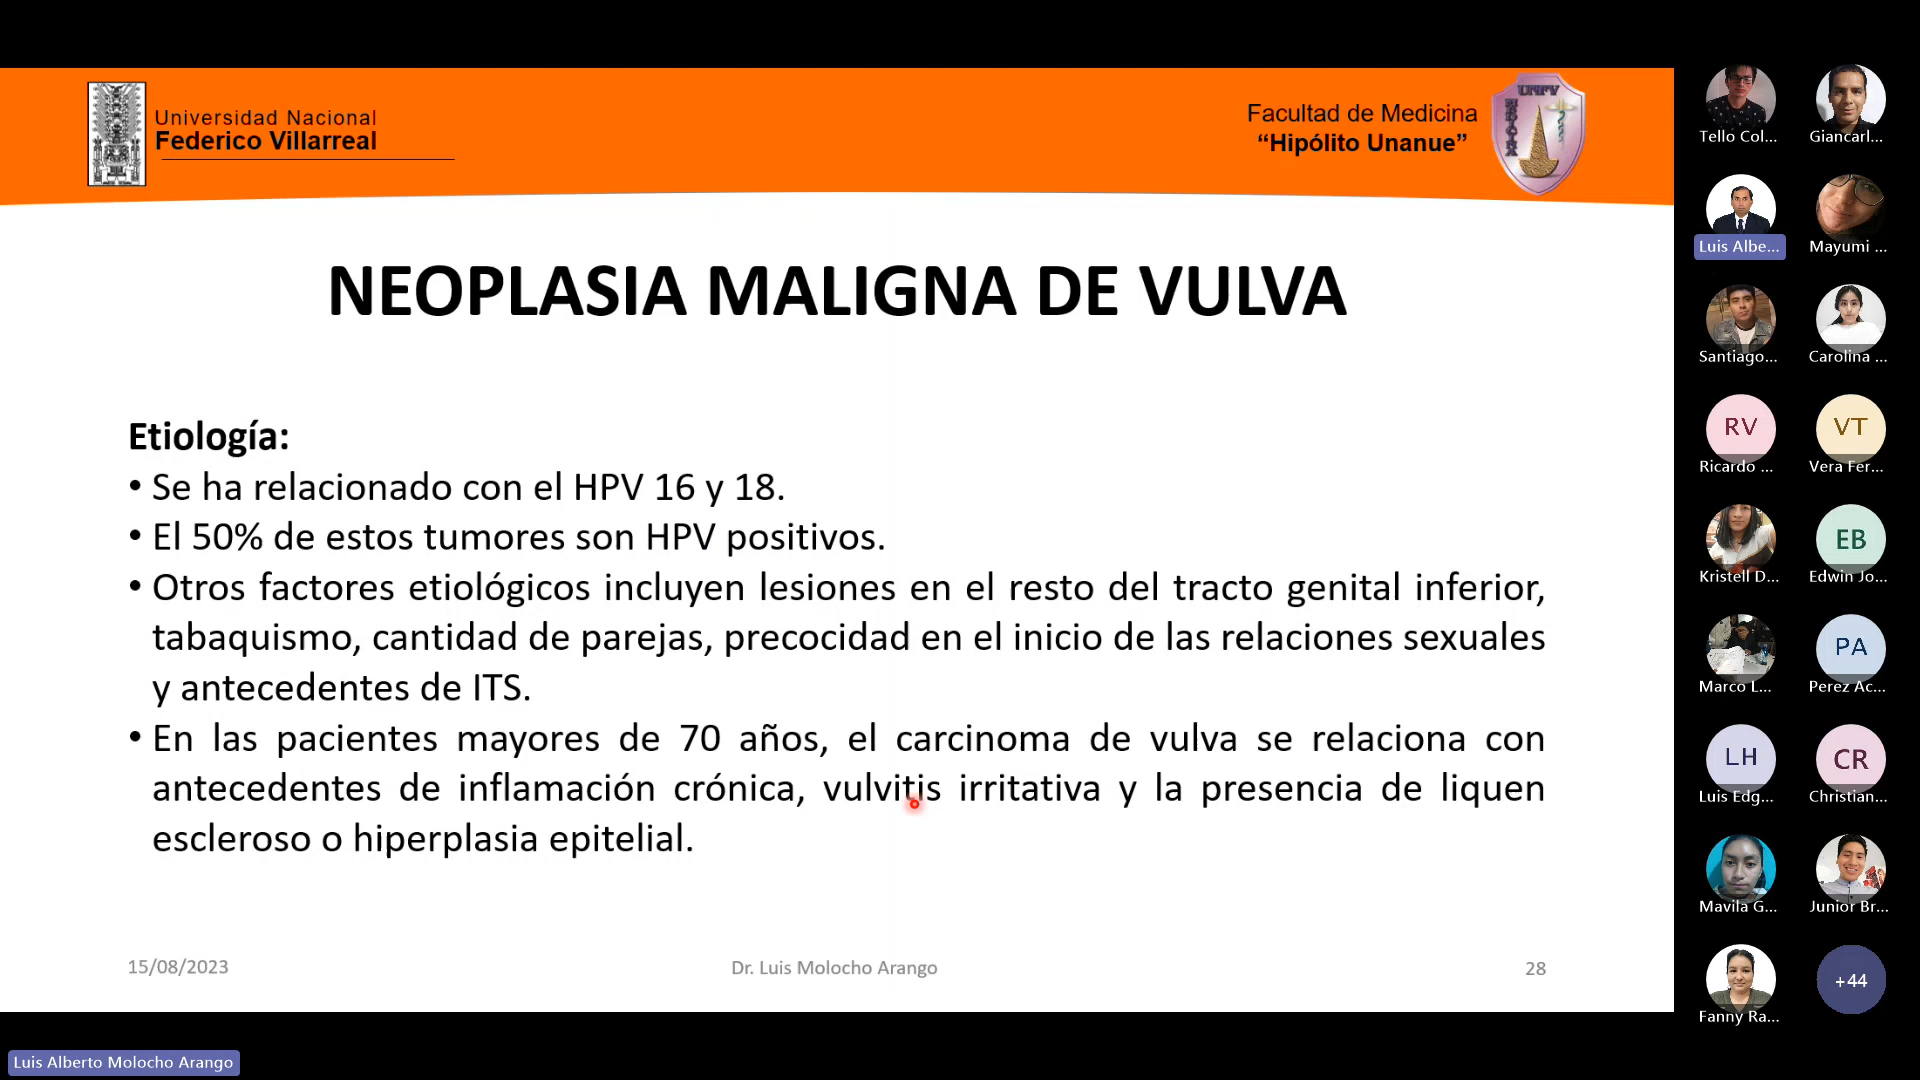 Universidad Nacional
Federico Villarreal
Facultad de Medicina
“Hipólito Unanue”
UNFV
NEOPLASIA MALIGNA DE VULVA
Etiología:
• Se ha relacionado con el HPV 16 y 18.
• El 50% de estos tumores son HPV positivos.
• Otros factores etiológicos incluyen lesiones en el resto del tracto genital inferior,
tabaquismo, cantidad de parejas, precocidad en el inicio de las relaciones sexuales
y antecedentes de ITS.
• En las pacientes mayores de 70 años, el carcinoma de vulva se relaciona con
antecedentes de inflamación crónica, vulvitis irritativa y la presencia de liquen
escleroso o hiperplasia epitelial.
15/08/2023
Dr. Luis Molocho Arango
28
Tello Col...
Giancarl...
Luis Albe...
Mayumi ...
Santiago...
Carolina ...
RV
Ricardo ...
VT
Vera Fer...
Kristell D...
EB
Edwin Jo...
Marco L...
PA
Perez Ac...
LH
Luis Edg...
CR
Christian...
Mavila G...
Junior Br...
Fanny Ra...
+44
Luis Alberto Molocho Arango